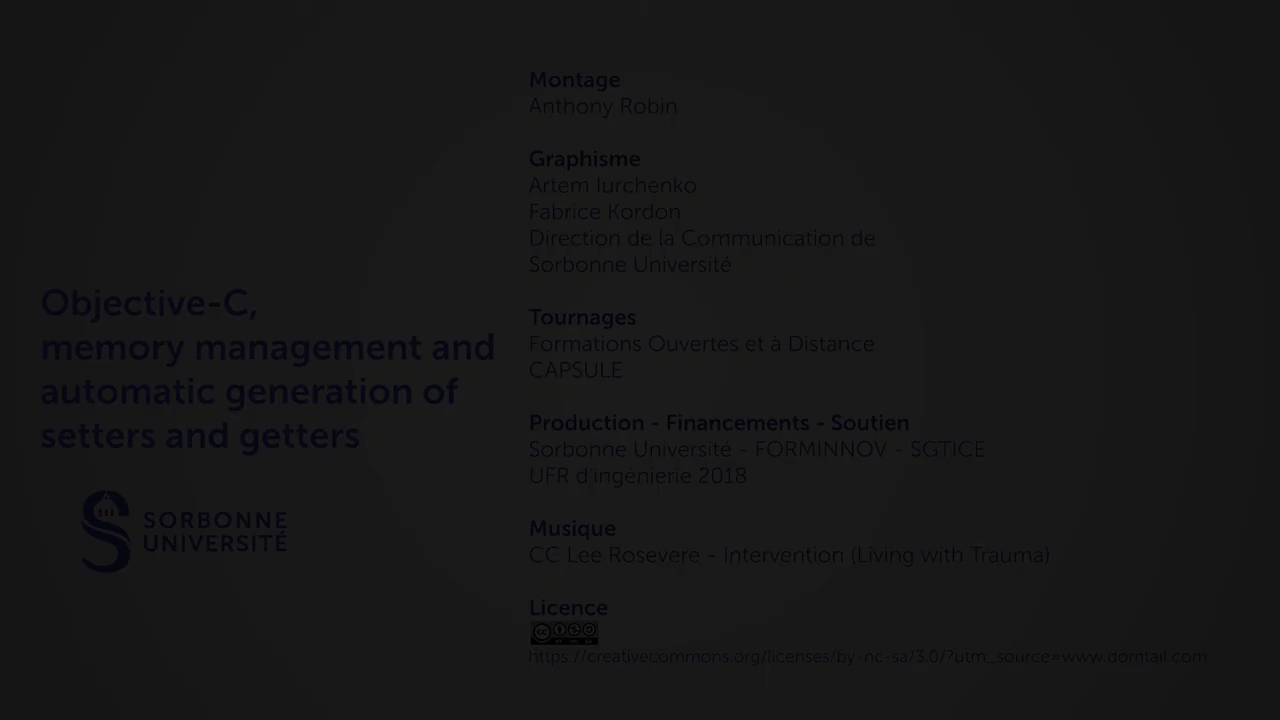 Objective-C,
memory management and
automatic generation of
setters and getters
SORBONNE
UNIVERSITÉ
Montage
Anthony Robin
Graphisme
Artem Iurchenko
Fabrice Kordon
Direction de la Communication de
Sorbonne Université
Tournages
Formations Ouvertes et à Distance
CAPSULE
Production - Financements - Soutien
Sorbonne Université - FORMINNOV - SGTICE
UFR d'ingénierie 2018
Musique
CC Lee Rosevere - Intervention (Living with Trauma)
Licence
https://creativecommons.org/licenses/by-nc-sa/3.0/?utm_source=www.domtail.com